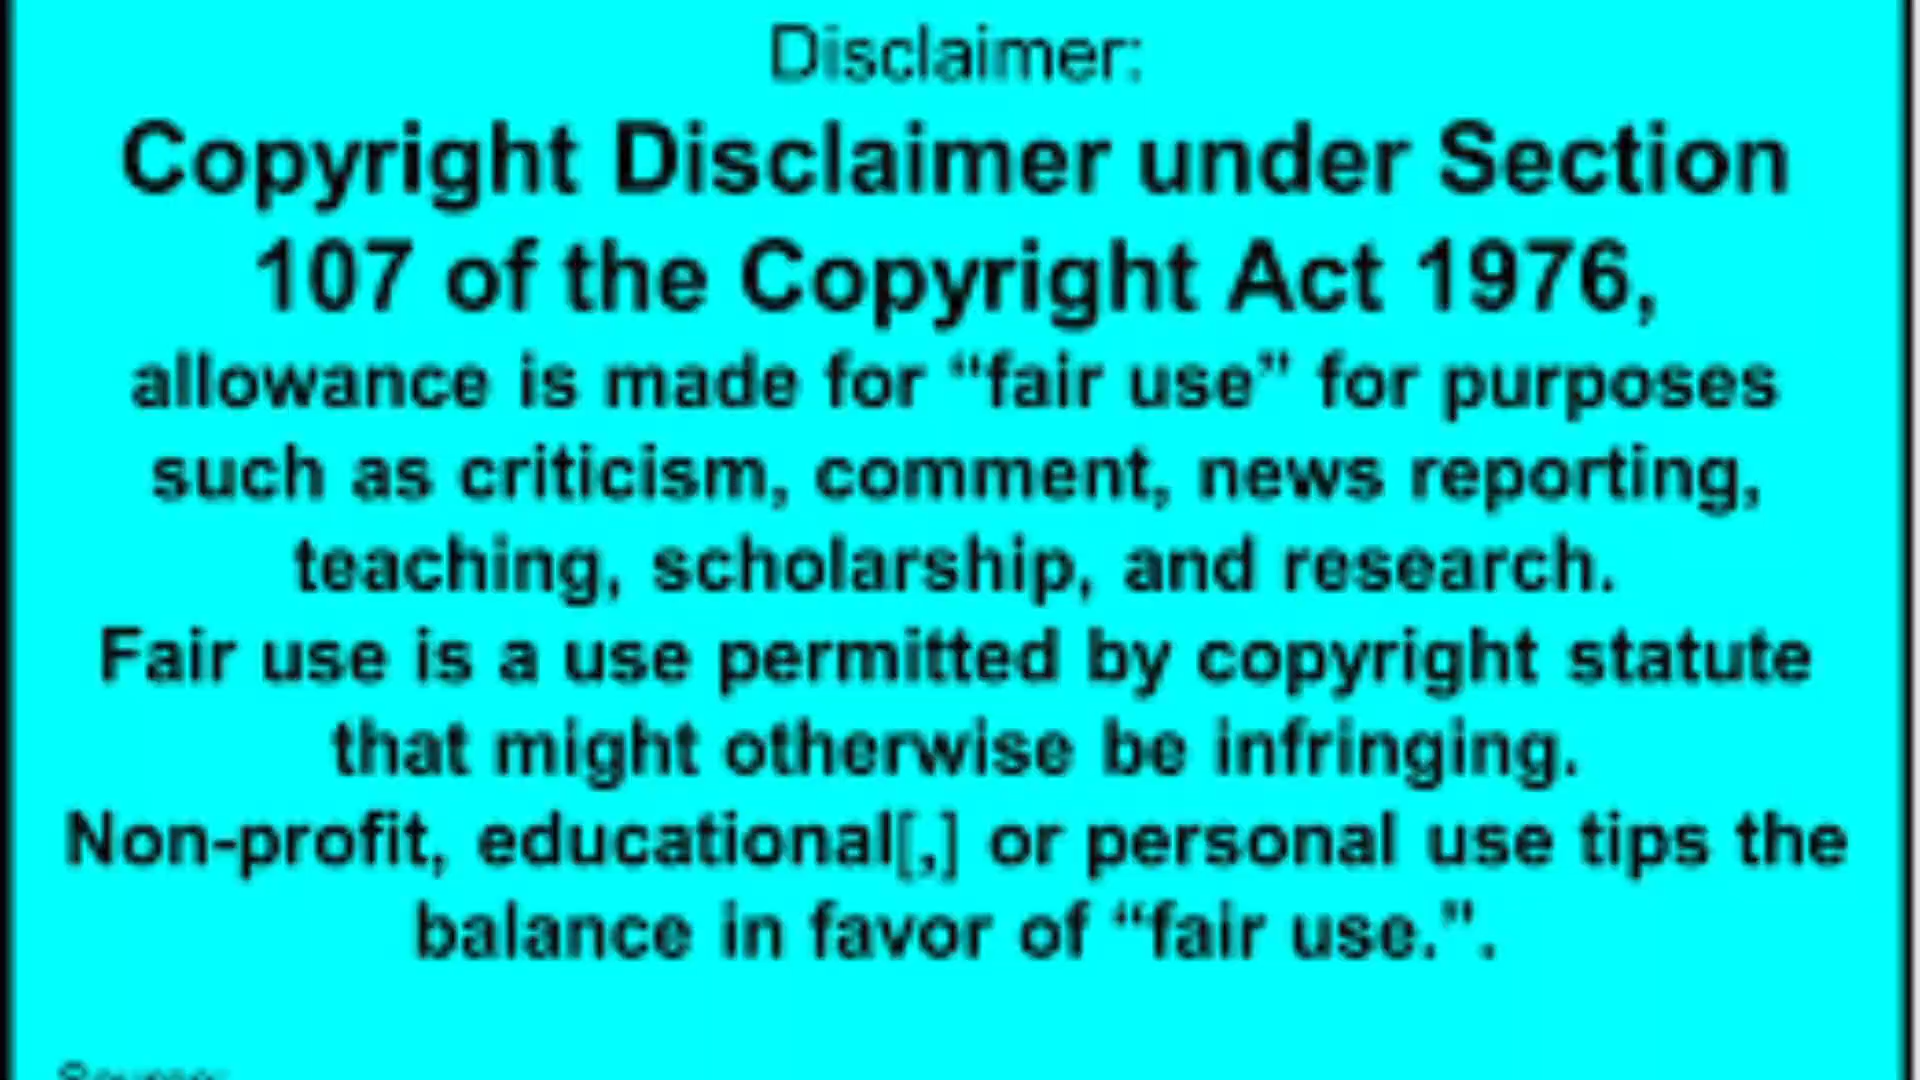 Disclaimer:
Copyright Disclaimer under Section
107 of the Copyright Act 1976,
allowance is made for “fair use” for purposes
such as criticism, comment, news reporting,
teaching, scholarship, and research.
Fair use is a use permitted by copyright statute
that might otherwise be infringing.
Non-profit, educational[,] or personal use tips the
balance in favor of “fair use.”.